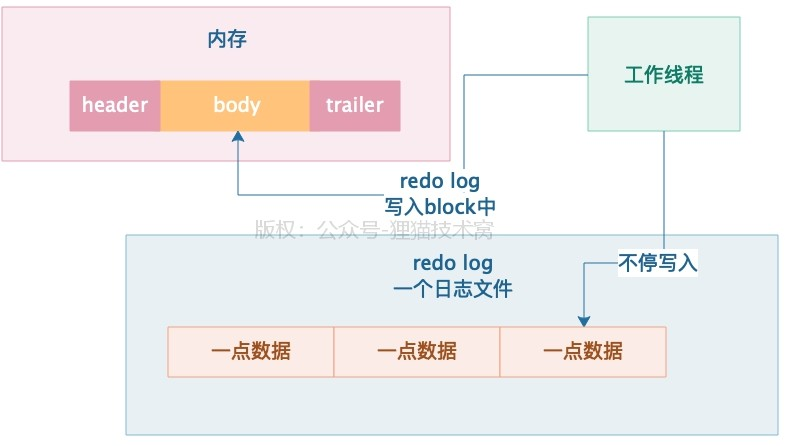 内存
工作线程
header
body
trailer
redo log
写入block中
版权：公众号-狸猫技术窝
redo log
一个日志文件
不停写入
一点数据
一点数据
一点数据